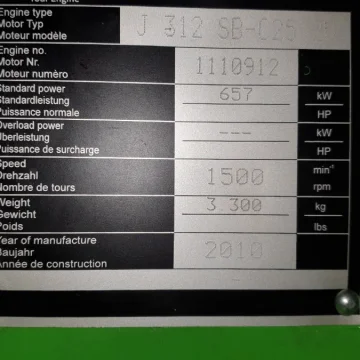 Engine type
Motor Typ
Moteur modèle
J 312 SB-C25
Engine no.
Motor Nr.
Moteur numéro
1110912
Standard power
Standardleistung
Puissance normale
657
kW
HP
Overload power
Überleistung
Puissance de surcharge
---
kW
HP
Speed
Drehzahl
Nombre de tours
1500
min⁻¹
rpm
Weight
Gewicht
Poids
3 300
kg
lbs
Year of manufacture
Baujahr
Année de construction
2010